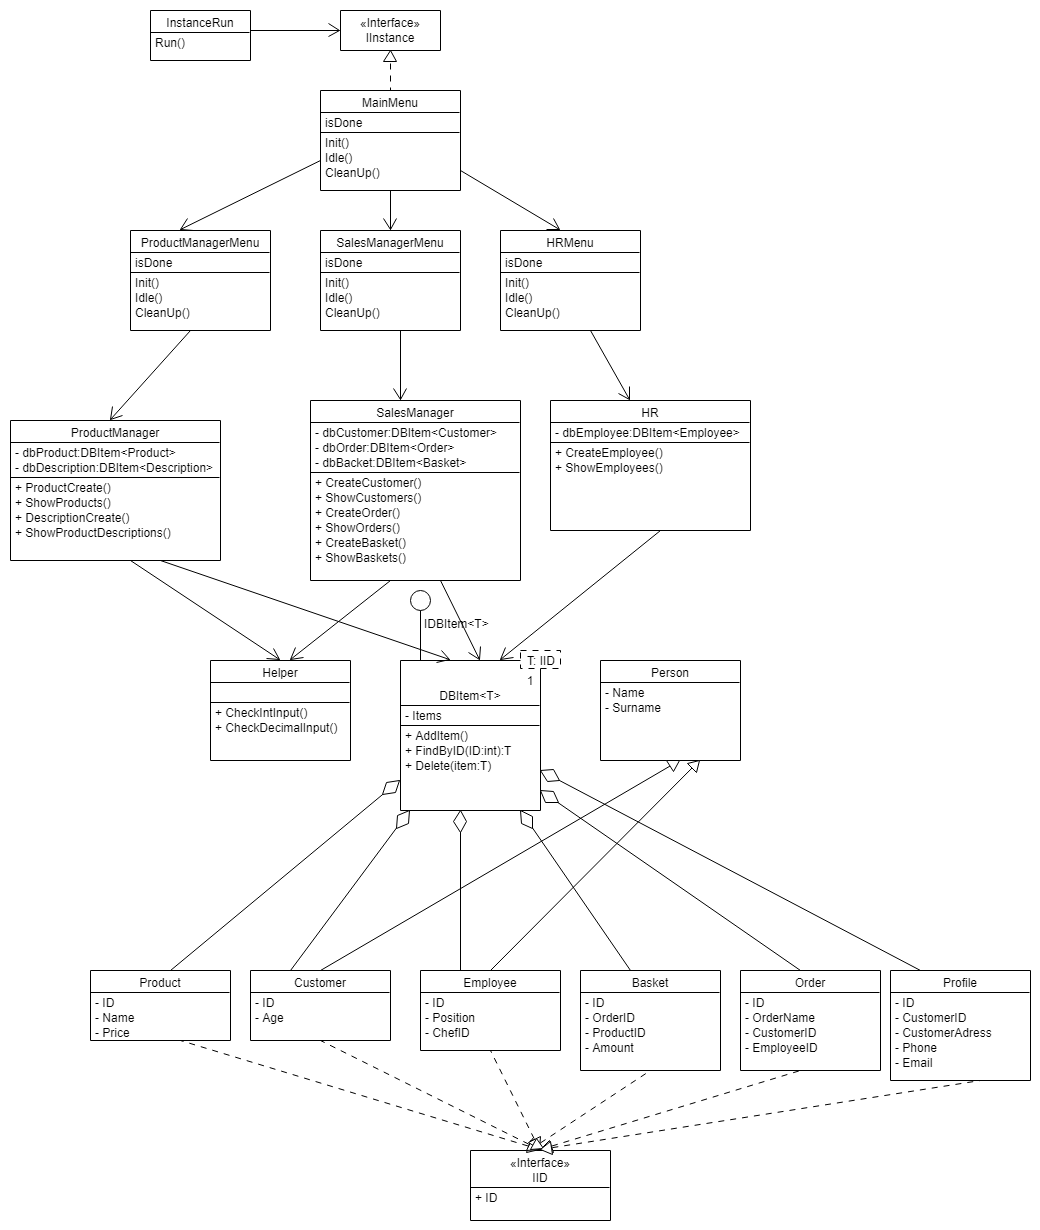 InstanceRun
Run()
«Interface»
IInstance
MainMenu
isDone
Init()
Idle()
CleanUp()
ProductManagerMenu
isDone
Init()
Idle()
CleanUp()
SalesManagerMenu
isDone
Init()
Idle()
CleanUp()
HRMenu
isDone
Init()
Idle()
CleanUp()
ProductManager
- dbProduct:DBItem<Product>
- dbDescription:DBItem<Description>
+ ProductCreate()
+ ShowProducts()
+ DescriptionCreate()
+ ShowProductDescriptions()
SalesManager
- dbCustomer:DBItem<Customer>
- dbOrder:DBItem<Order>
- dbBacket:DBItem<Basket>
+ CreateCustomer()
+ ShowCustomers()
+ CreateOrder()
+ ShowOrders()
+ CreateBasket()
+ ShowBaskets()
HR
- dbEmployee:DBItem<Employee>
+ CreateEmployee()
+ ShowEmployees()
IDBItem<T>
Helper
+ CheckIntInput()
+ CheckDecimalInput()
T: IID
1
DBItem<T>
- Items
+ AddItem()
+ FindByID(ID:int):T
+ Delete(item:T)
Person
- Name
- Surname
Product
- ID
- Name
- Price
Customer
- ID
- Age
Employee
- ID
- Position
- ChefID
Basket
- ID
- OrderID
- ProductID
- Amount
Order
- ID
- OrderName
- CustomerID
- EmployeeID
Profile
- ID
- CustomerID
- CustomerAdress
- Phone
- Email
«Interface»
IID
+ ID